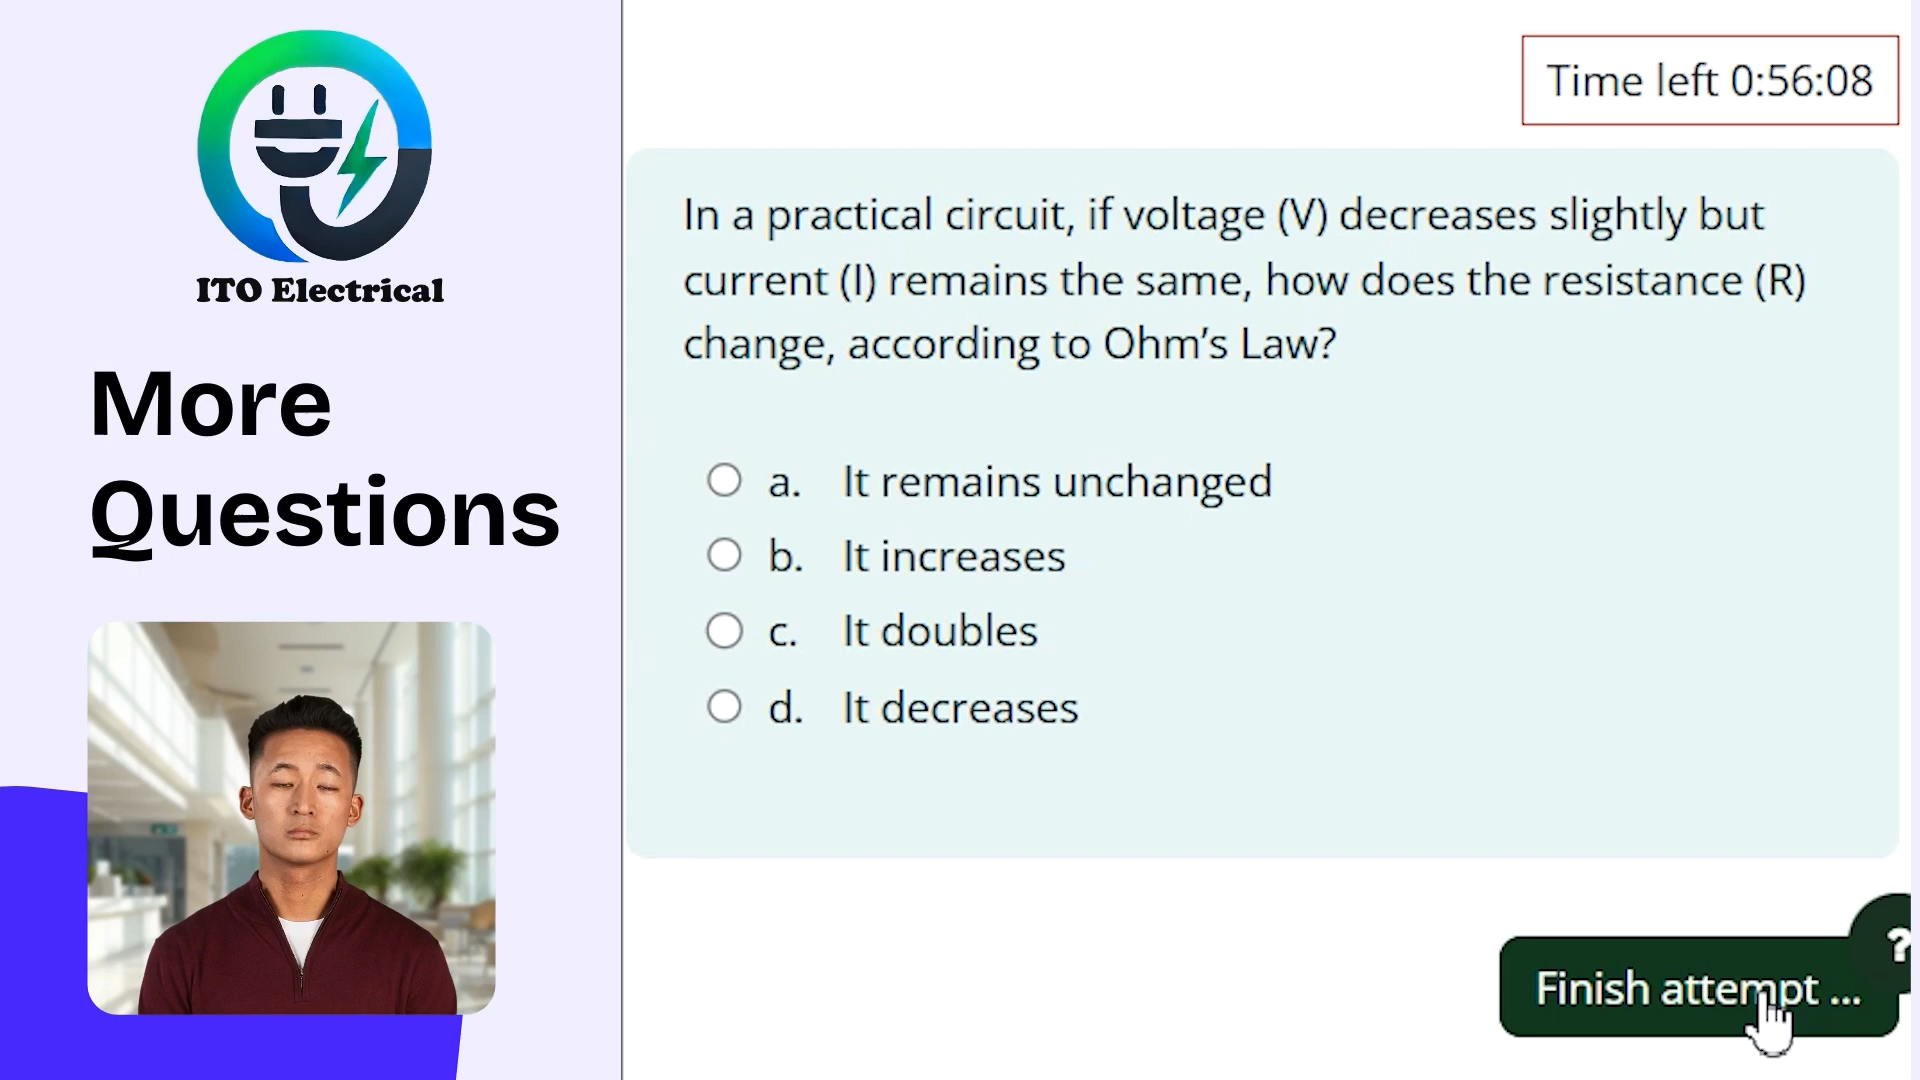 ITO Electrical
More
Questions
Time left 0:56:08
In a practical circuit, if voltage (V) decreases slightly but
current (I) remains the same, how does the resistance (R)
change, according to Ohm’s Law?
a. It remains unchanged
b. It increases
c. It doubles
d. It decreases
?
Finish attempt ...